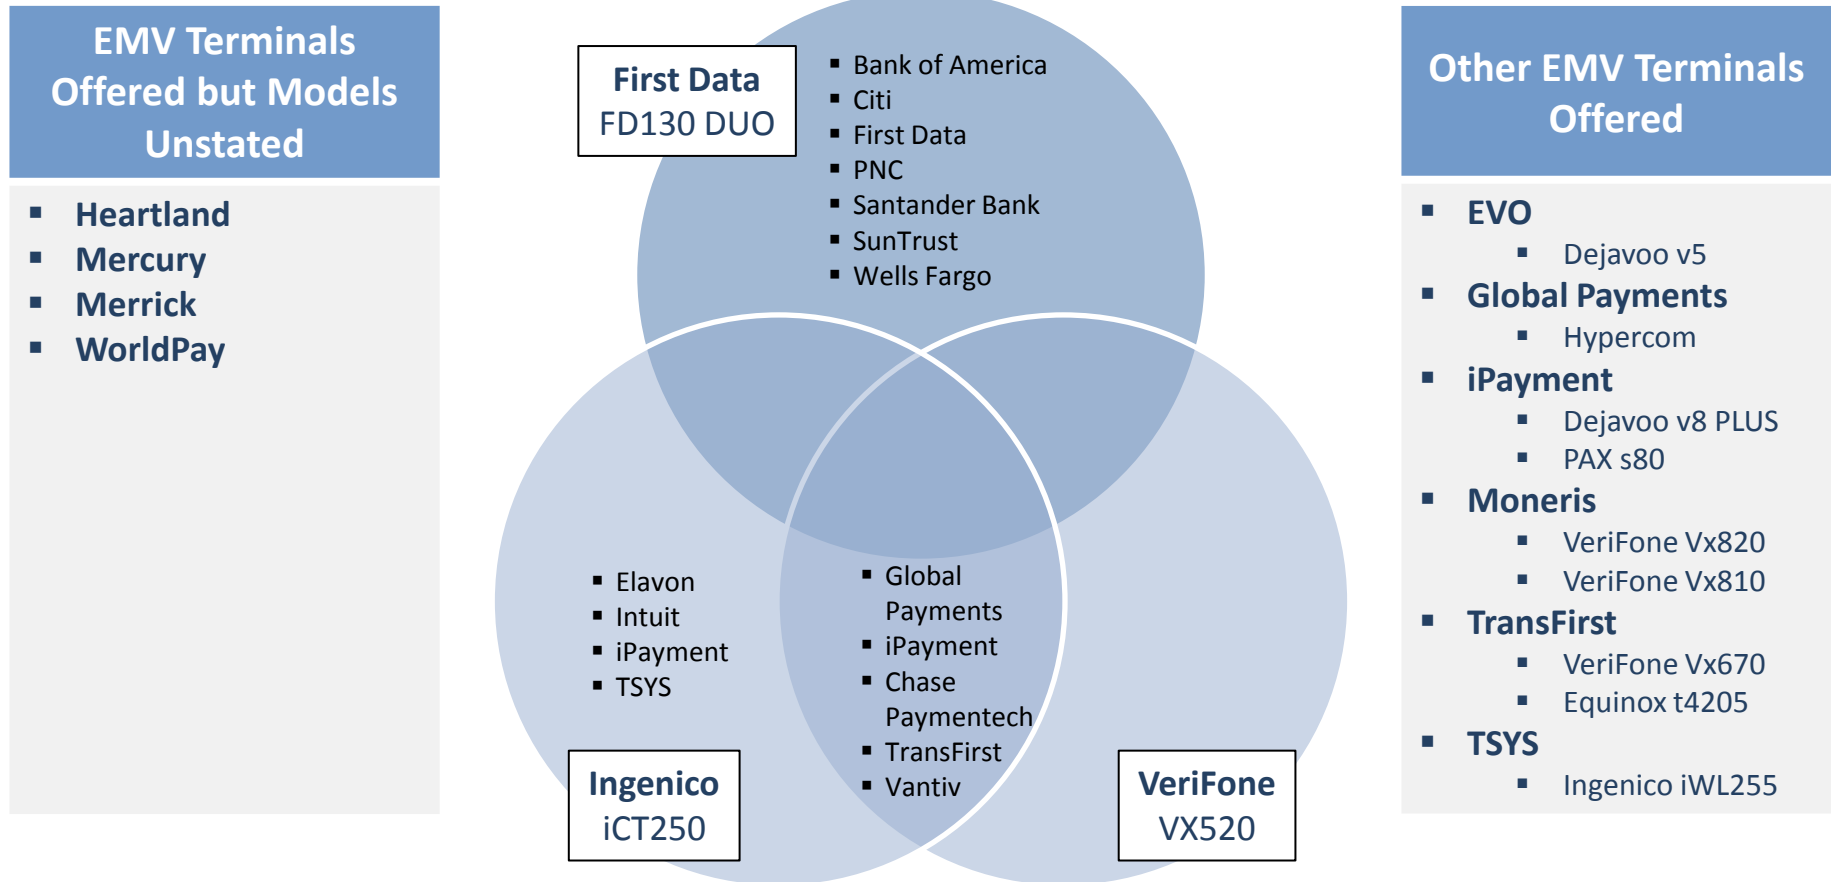 EMV Terminals
Offered but Models
Unstated
▪ Heartland
▪ Mercury
▪ Merrick
▪ WorldPay
First Data
FD130 DUO
▪ Bank of America
▪ Citi
▪ First Data
▪ PNC
▪ Santander Bank
▪ SunTrust
▪ Wells Fargo
▪ Elavon
▪ Intuit
▪ iPayment
▪ TSYS
▪ Global
Payments
▪ iPayment
▪ Chase
Paymentech
▪ TransFirst
▪ Vantiv
Ingenico
iCT250
VeriFone
VX520
Other EMV Terminals
Offered
▪ EVO
▪ Dejavoo v5
▪ Global Payments
▪ Hypercom
▪ iPayment
▪ Dejavoo v8 PLUS
▪ PAX s80
▪ Moneris
▪ VeriFone Vx820
▪ VeriFone Vx810
▪ TransFirst
▪ VeriFone Vx670
▪ Equinox t4205
▪ TSYS
▪ Ingenico iWL255